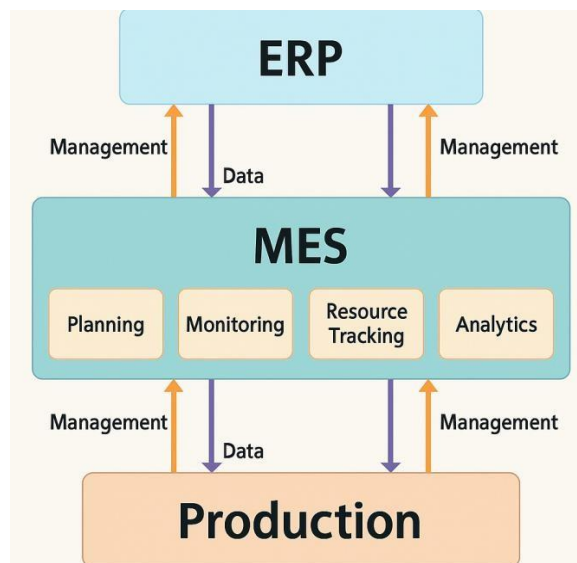 ERP
Management
Management
Data
MES
Planning
Monitoring
Resource
Tracking
Analytics
Management
Management
Data
Production